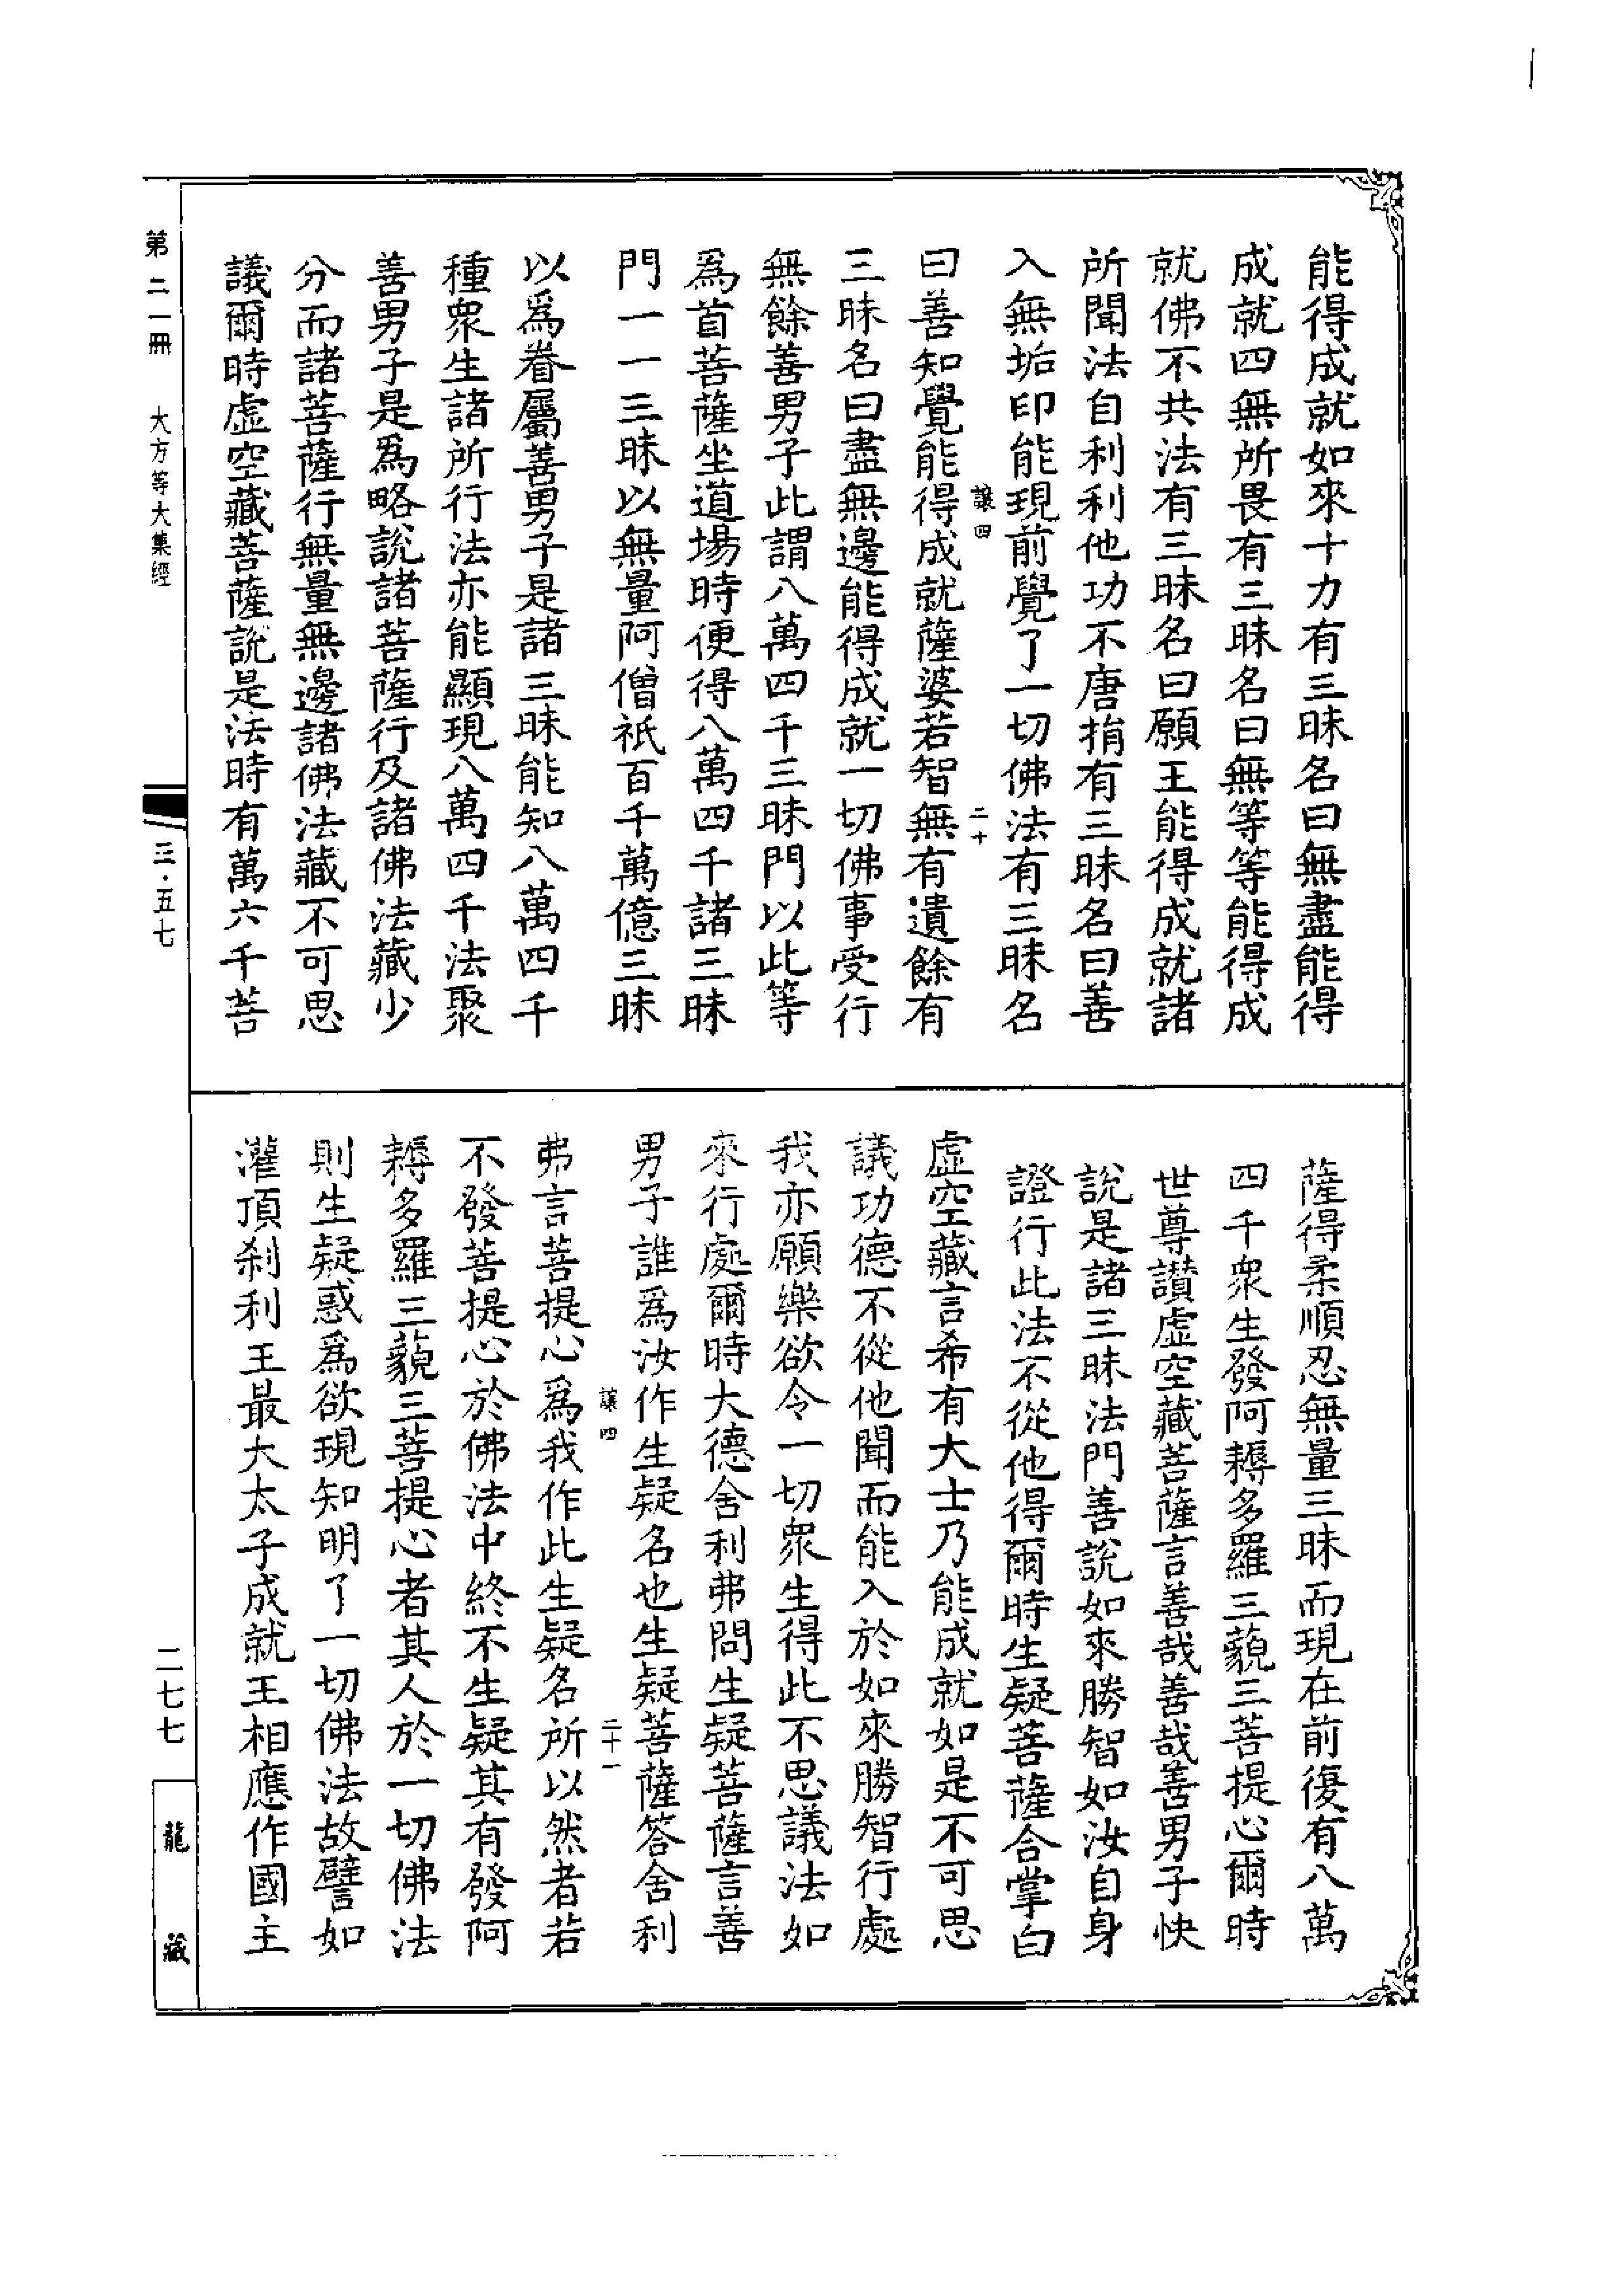 能得成就如來十力有三昧名曰無盡能得
成就四無所畏有三昧名曰無等等能得成
就佛不共法有三昧名曰願王能得成就諸
所聞法自利利他功不唐捐有三昧名曰善
入無垢印能現前覺了一切佛法有三昧名
讓四 二十
曰善知覺能得成就薩婆若智無有遺餘有
三昧名曰盡無邊能得成就一切佛事受行
無餘善男子此謂八萬四千三昧門以此等
爲首菩薩坐道場時便得八萬四千諸三昧
門一一三昧以無量阿僧祇百千萬億三昧
以爲眷屬善男子是諸三昧能知八萬四千
種眾生諸所行法亦能顯現八萬四千法聚
善男子是爲略說諸菩薩行及諸佛法藏少
分而諸菩薩行無量無邊諸佛法藏不可思
議爾時虛空藏菩薩說是法時有萬六千菩
薩得柔順忍無量三昧而現在前復有八萬
四千眾生發阿耨多羅三藐三菩提心爾時
世尊讚虛空藏菩薩言善哉善哉善男子快
說是諸三昧法門善說如來勝智如汝自身
證行此法不從他得爾時生疑菩薩合掌白
虛空藏言希有大士乃能成就如是不可思
議功德不從他聞而能入於如來勝智行處
我亦願樂欲令一切眾生得此不思議法如
來行處爾時大德舍利弗問生疑菩薩言善
男子誰爲汝作生疑名也生疑菩薩答舍利
讓四 二十一
弗言菩提心爲我作此生疑名所以然者若
不發菩提心於佛法中終不生疑其有發阿
耨多羅三藐三菩提心者其人於一切佛法
則生疑惑爲欲現知明了一切佛法故譬如
灌頂剎利王最大太子成就王相應作國主
第二一冊 大方等大集經
三·五七
二七七
龍藏